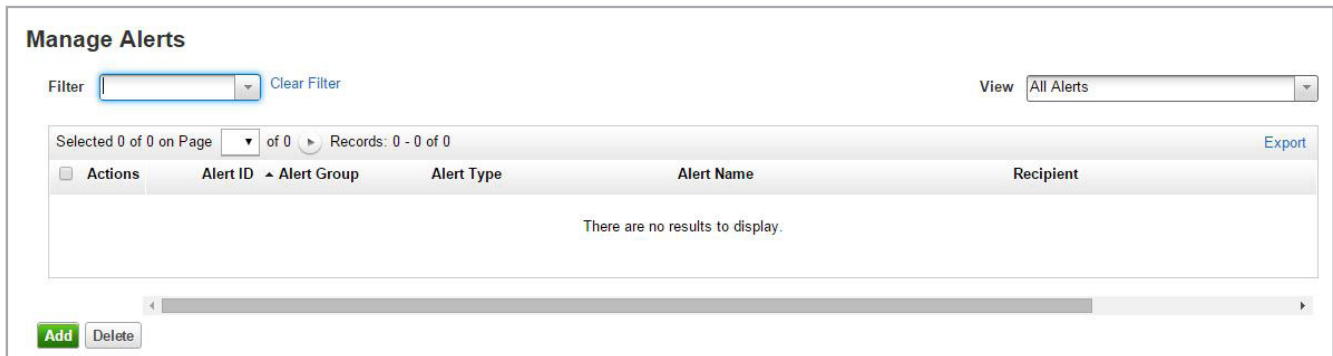 Manage Alerts
Filter Clear Filter View All Alerts
Selected 0 of 0 on Page of 0 Records: 0 - 0 of 0 Export
Actions Alert ID Alert Group Alert Type Alert Name Recipient
There are no results to display.
Add Delete